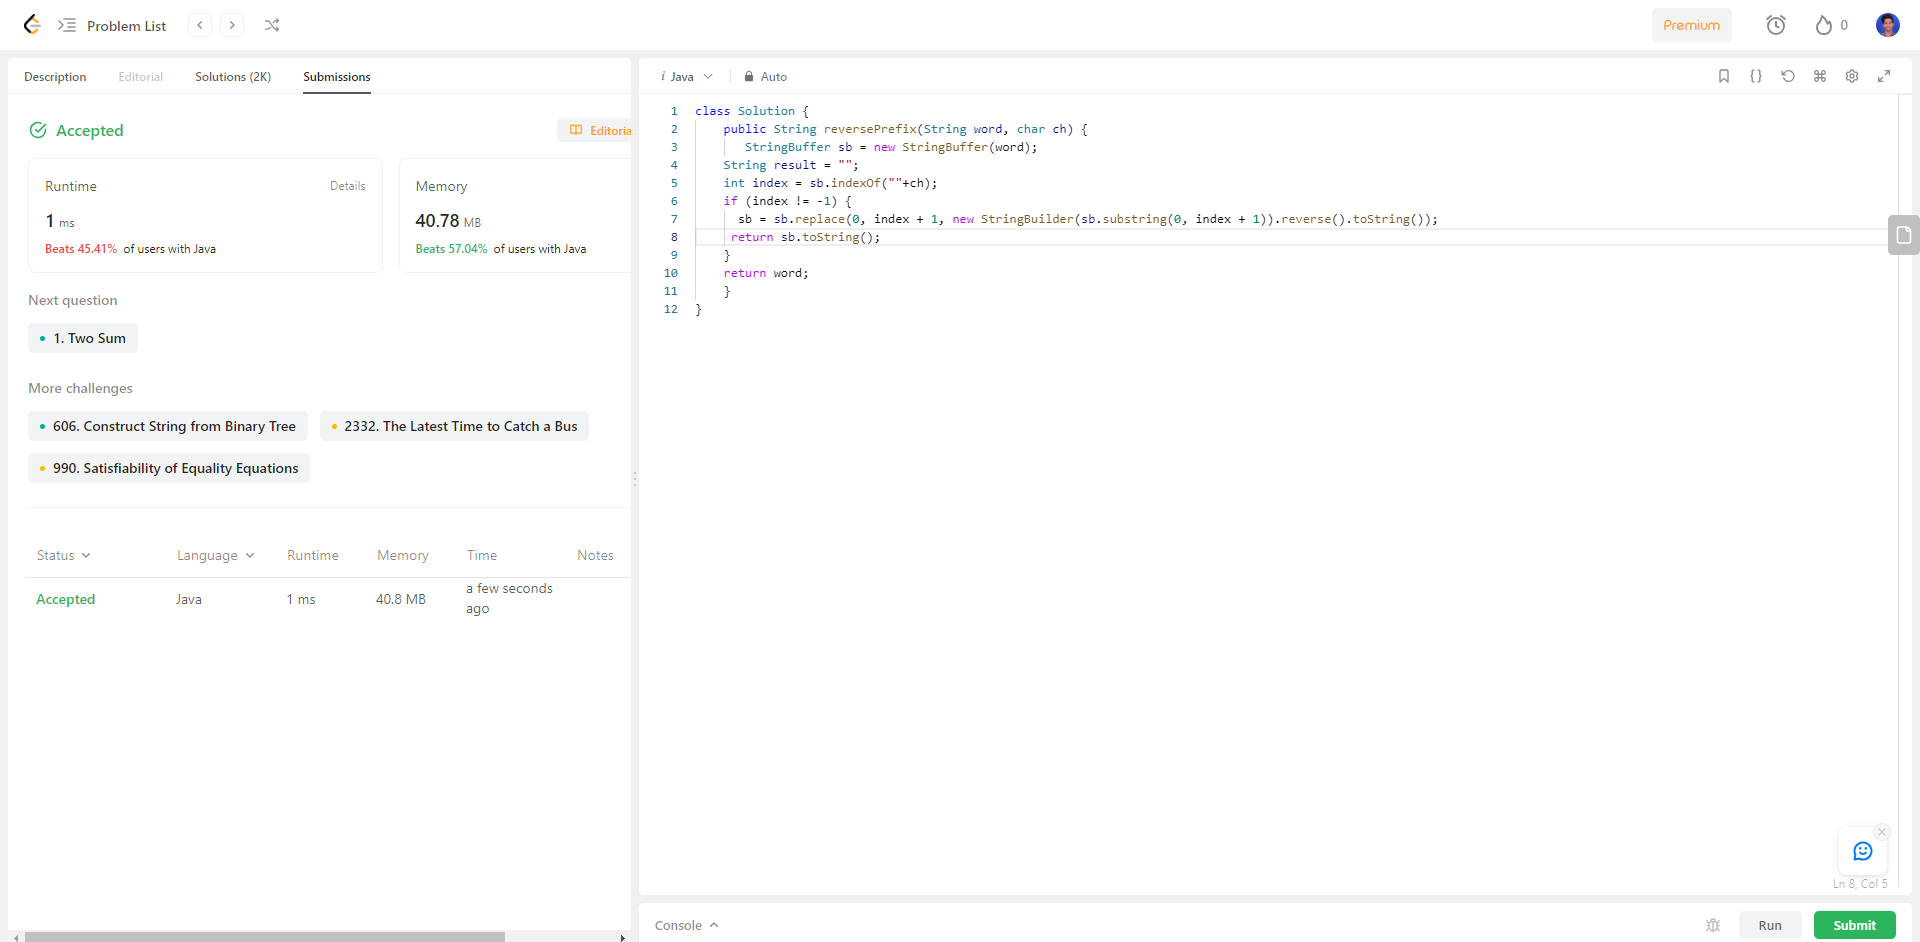 Problem List
Premium
0
Description Editorial Solutions (2K) Submissions
Accepted
Editoria
Runtime Details
1 ms
Beats 45.41% of users with Java
Memory
40.78 MB
Beats 57.04% of users with Java
Next question
1. Two Sum
More challenges
606. Construct String from Binary Tree
2332. The Latest Time to Catch a Bus
990. Satisfiability of Equality Equations
Status Language Runtime Memory Time Notes
Accepted Java 1 ms 40.8 MB a few seconds
ago
i Java Auto
1 class Solution {
2 public String reversePrefix(String word, char ch) {
3 StringBuffer sb = new StringBuffer(word);
4 String result = "";
5 int index = sb.indexOf(""+ch);
6 if (index != -1) {
7 sb = sb.replace(0, index + 1, new StringBuilder(sb.substring(0, index + 1)).reverse().toString());
8 return sb.toString();
9 }
10 return word;
11 }
12 }
Ln 8, Col 5
Console
Run
Submit